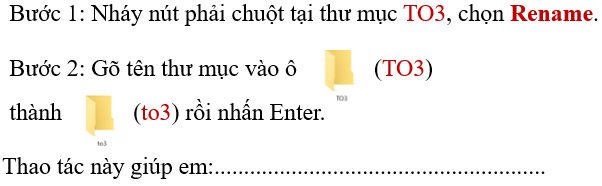 Bước 1: Nháy nút phải chuột tại thư mục TO3, chọn Rename.
Bước 2: Gõ tên thư mục vào ô (TO3)
TO3
thành (to3) rồi nhấn Enter.
to3
Thao tác này giúp em:.........................................................